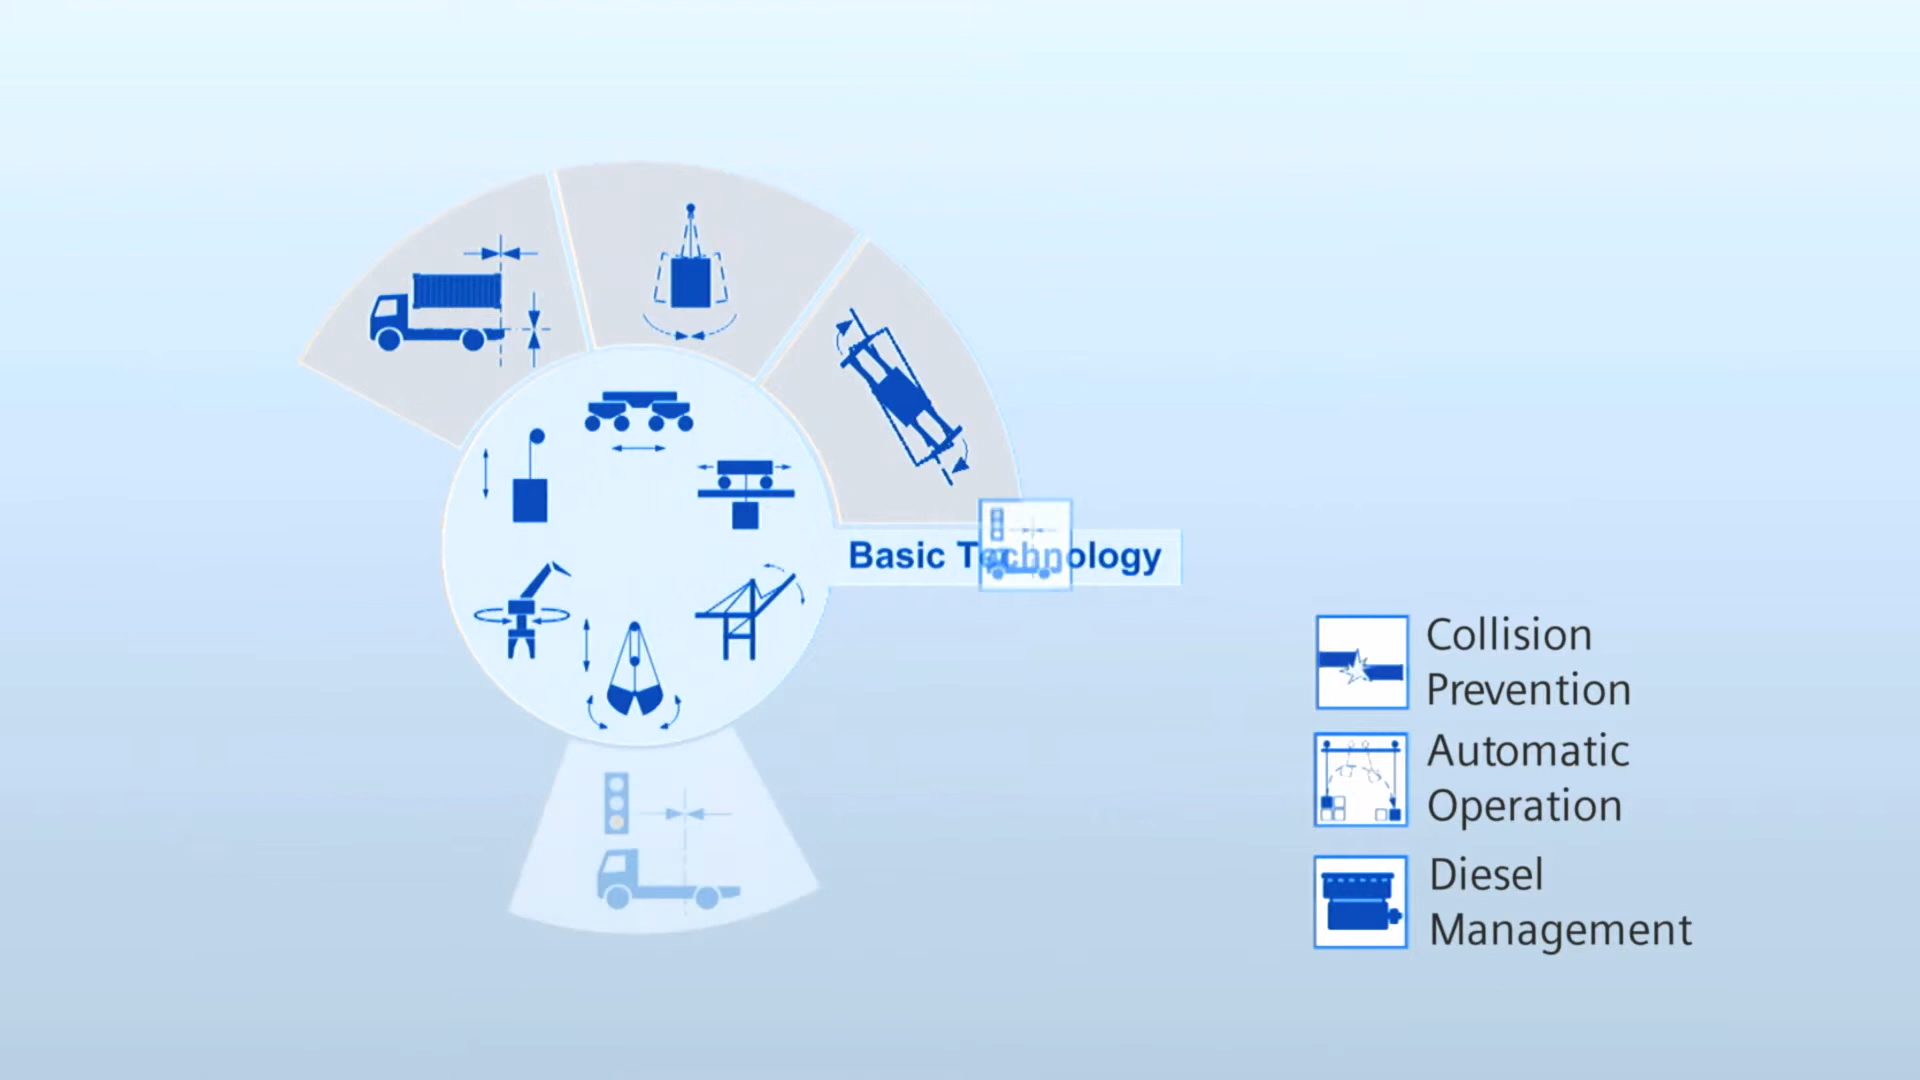 Basic Technology
Collision
Prevention
Automatic
Operation
Diesel
Management